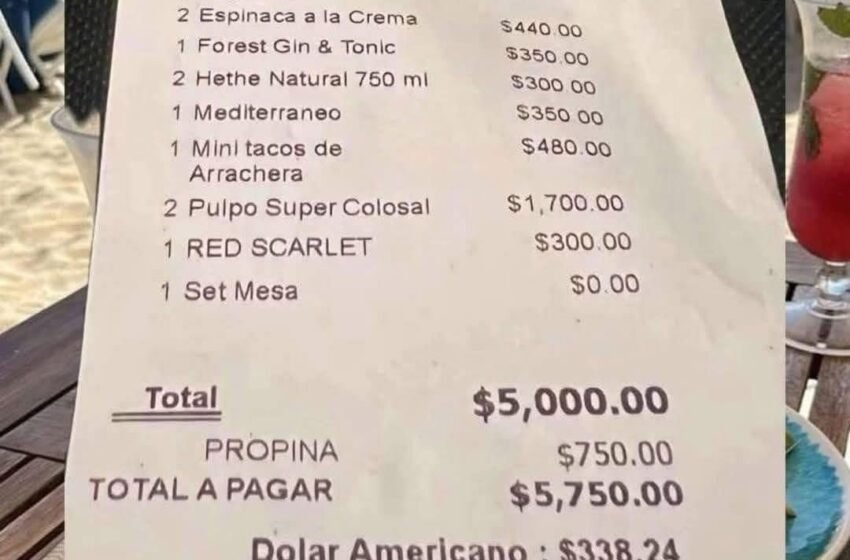 2 Espinaca a la Crema $440.00
1 Forest Gin & Tonic $350.00
2 Hethe Natural 750 ml $300.00
1 Mediterraneo $350.00
1 Mini tacos de $480.00
Arrachera
2 Pulpo Super Colosal $1,700.00
1 RED SCARLET $300.00
1 Set Mesa $0.00
Total $5,000.00
PROPINA $750.00
TOTAL A PAGAR $5,750.00
Dolar Americano : $338.24